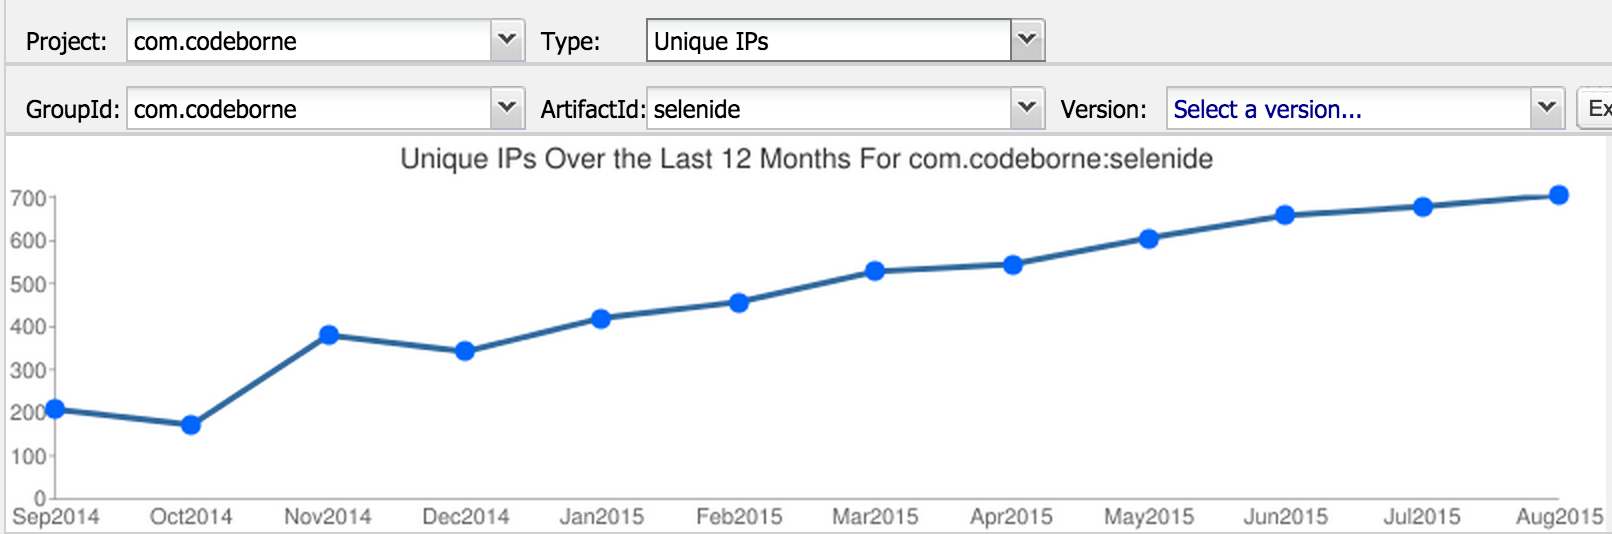 Project: com.codeborne Type: Unique IPs
GroupId: com.codeborne ArtifactId: selenide Version: Select a version... Ex
Unique IPs Over the Last 12 Months For com.codeborne:selenide
700
600
500
400
300
200
100
0
Sep2014 Oct2014 Nov2014 Dec2014 Jan2015 Feb2015 Mar2015 Apr2015 May2015 Jun2015 Jul2015 Aug2015